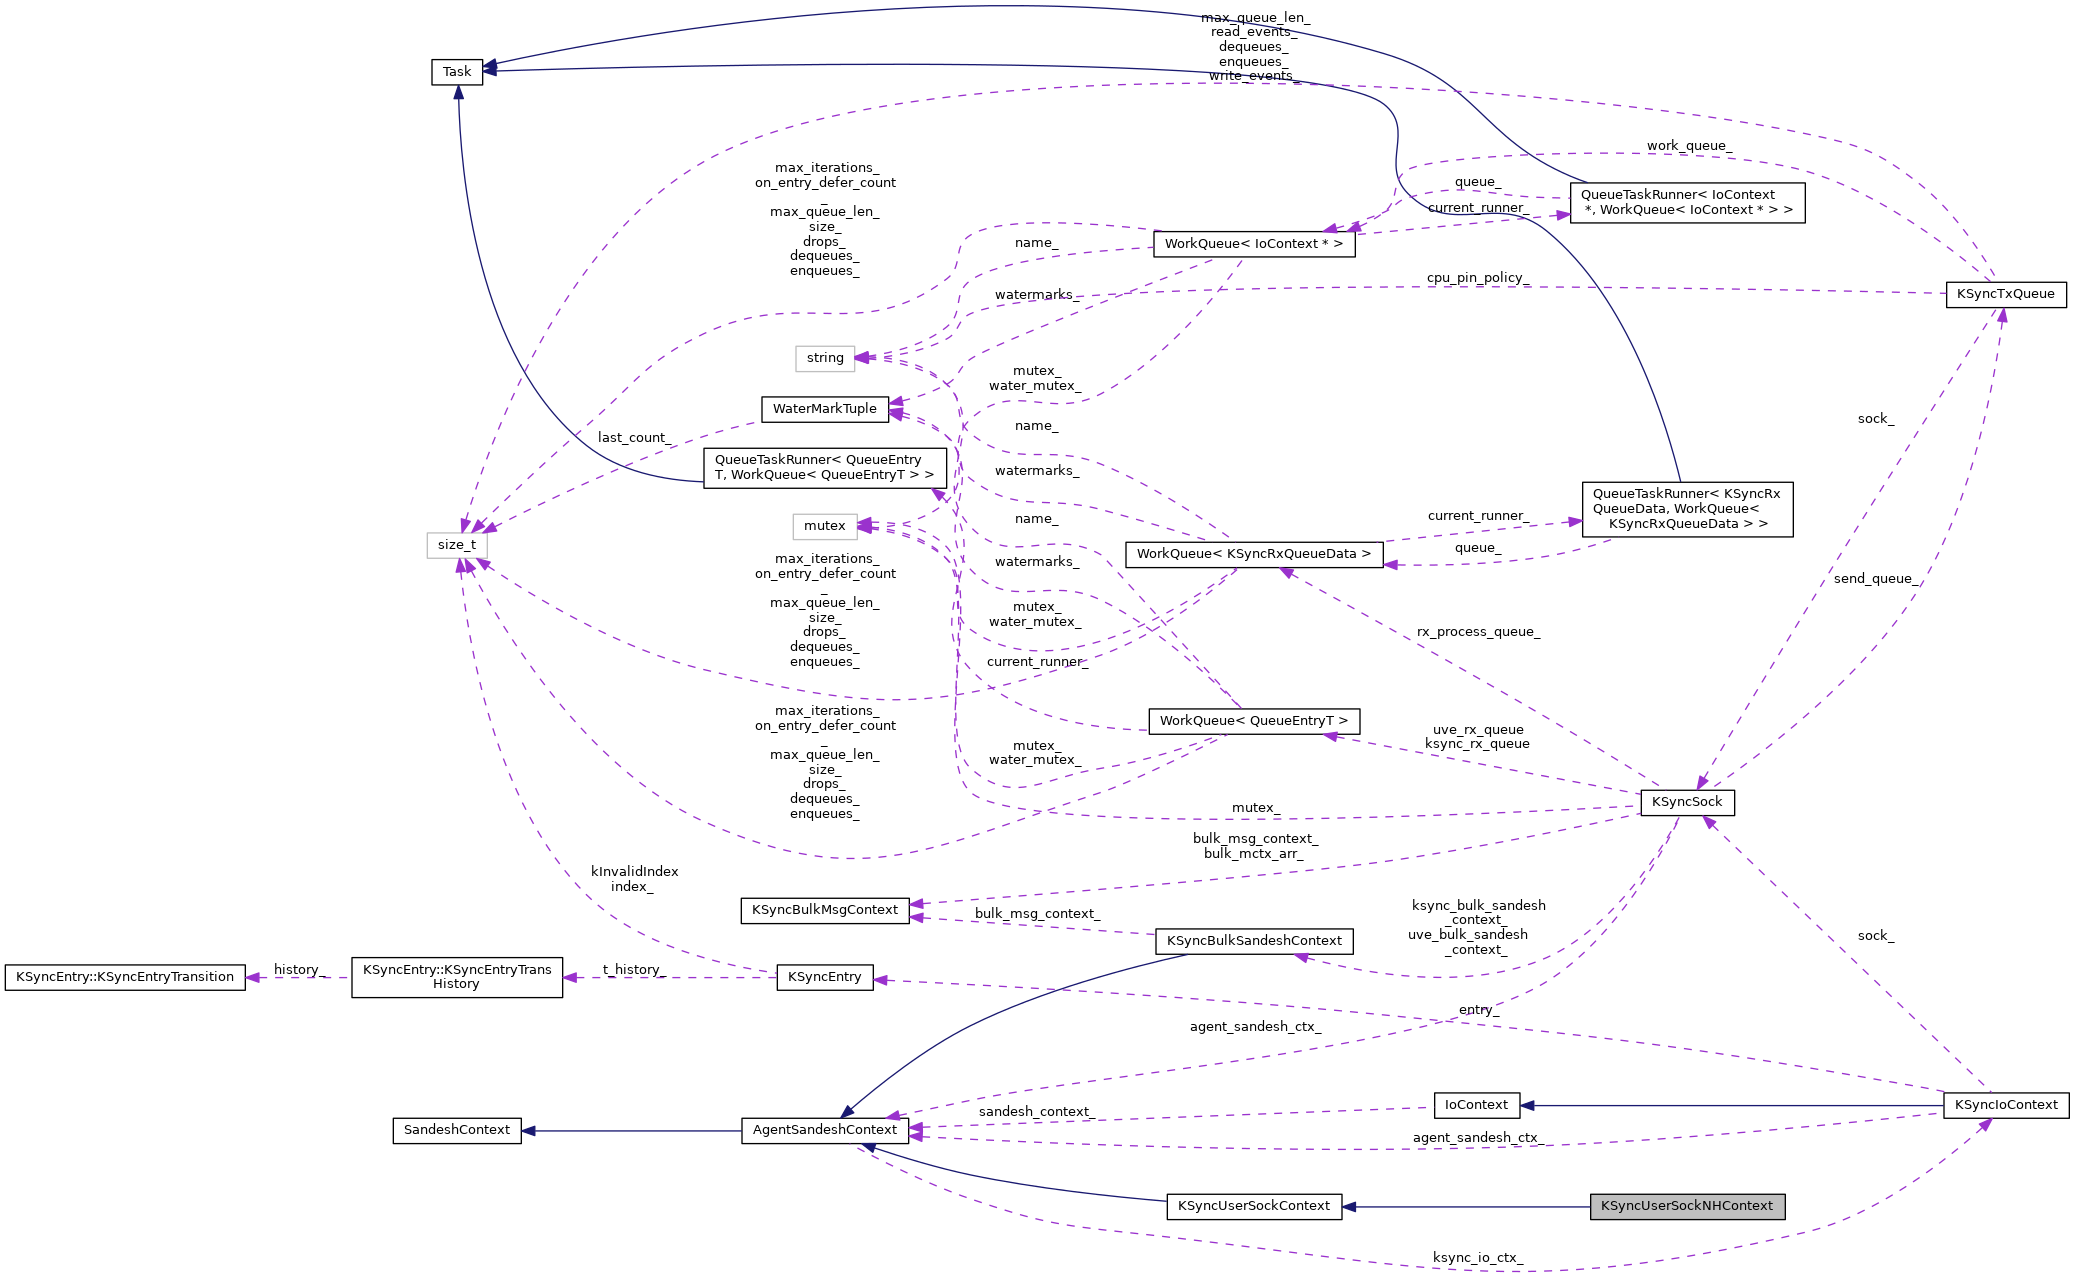 max_queue_len_
read_events_
dequeues_
enqueues_
write_events_
Task
work_queue_
max_iterations_
on_entry_defer_count
_
max_queue_len_
size_
drops_
dequeues_
enqueues_
queue_
QueueTaskRunner< IoContext
*, WorkQueue< IoContext * > >
current_runner_
name_
WorkQueue< IoContext * >
cpu_pin_policy_
watermarks_
KSyncTxQueue
string
mutex_
water_mutex_
WaterMarkTuple
name_
sock_
last_count_
QueueTaskRunner< QueueEntry
T, WorkQueue< QueueEntryT > >
watermarks_
QueueTaskRunner< KSyncRx
QueueData, WorkQueue<
KSyncRxQueueData > >
mutex
name_
current_runner_
size_t
queue_
WorkQueue< KSyncRxQueueData >
max_iterations_
on_entry_defer_count
_
max_queue_len_
size_
drops_
dequeues_
enqueues_
watermarks_
send_queue_
mutex_
water_mutex_
rx_process_queue_
current_runner_
max_iterations_
on_entry_defer_count
_
max_queue_len_
size_
drops_
dequeues_
enqueues_
WorkQueue< QueueEntryT >
uve_rx_queue
ksync_rx_queue
mutex_
water_mutex_
KSyncSock
mutex_
bulk_msg_context_
bulk_mctx_arr_
kInvalidIndex
index_
KSyncBulkMsgContext
bulk_msg_context_
ksync_bulk_sandesh
_context_
uve_bulk_sandesh
_context_
KSyncBulkSandeshContext
sock_
KSyncEntry::KSyncEntryTransition
history_
KSyncEntry::KSyncEntryTrans
History
t_history_
KSyncEntry
entry_
agent_sandesh_ctx_
IoContext
KSyncIoContext
sandesh_context_
SandeshContext
AgentSandeshContext
agent_sandesh_ctx_
KSyncUserSockContext
KSyncUserSockNHContext
ksync_io_ctx_